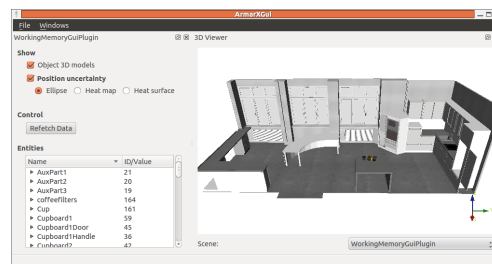 ArmarXGui
File Windows
WorkingMemoryGuiPlugin
3D Viewer
Show
Object 3D models
Position uncertainty
Ellipse Heat map Heat surface
Control
Refetch Data
Entities
Name ID/Value
AuxPart1 21
AuxPart2 20
AuxPart3 19
coffeefilters 164
Cup 161
Cupboard1 59
Cupboard1Door 45
Cupboard1Handle 36
Cupboard2 42
Scene: WorkingMemoryGuiPlugin